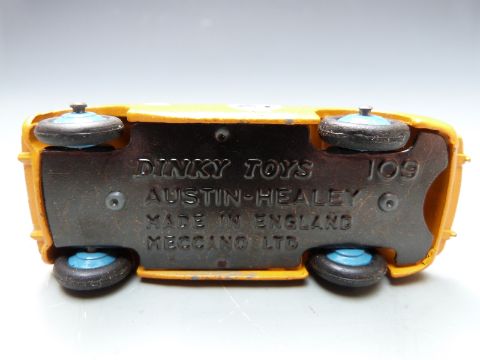 DINKY TOYS 109
AUSTIN-HEALEY
MADE IN ENGLAND
MECCANO LTD